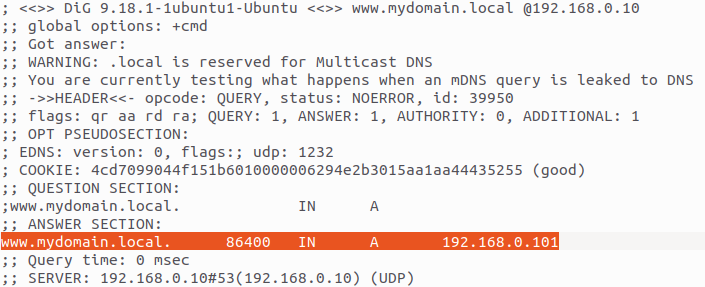 ; <<>> DiG 9.18.1-1ubuntu1-Ubuntu <<>> www.mydomain.local @192.168.0.10
;; global options: +cmd
;; Got answer:
;; WARNING: .local is reserved for Multicast DNS
;; You are currently testing what happens when an mDNS query is leaked to DNS
;; ->>HEADER<<- opcode: QUERY, status: NOERROR, id: 39950
;; flags: qr aa rd ra; QUERY: 1, ANSWER: 1, AUTHORITY: 0, ADDITIONAL: 1
;; OPT PSEUDOSECTION:
; EDNS: version: 0, flags:; udp: 1232
; COOKIE: 4cd7099044f151b6010000006294e2b3015aa1aa44435255 (good)
;; QUESTION SECTION:
;www.mydomain.local. IN A
;; ANSWER SECTION:
www.mydomain.local. 86400 IN A 192.168.0.101
;; Query time: 0 msec
;; SERVER: 192.168.0.10#53(192.168.0.10) (UDP)